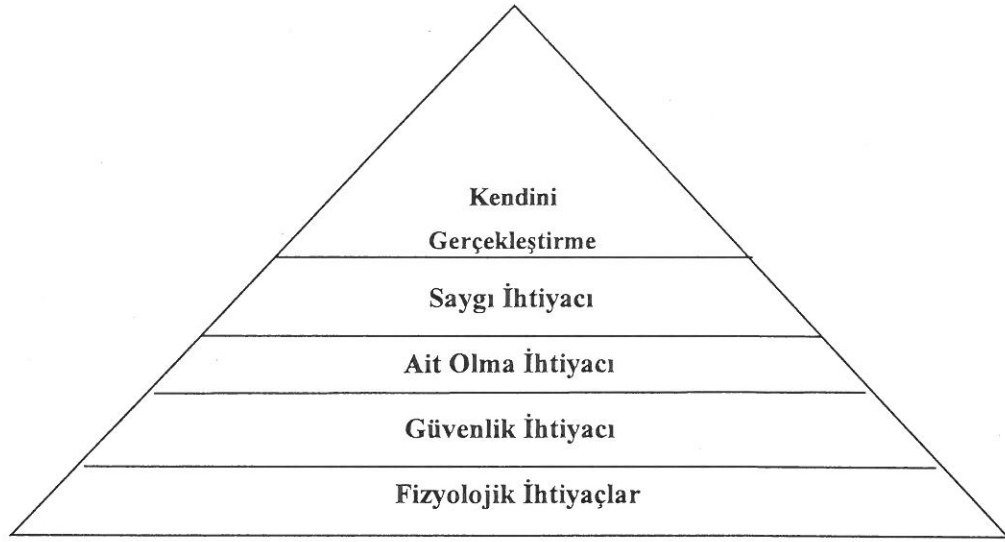 Kendini
Gerçekleştirme
Saygı İhtiyacı
Ait Olma İhtiyacı
Güvenlik İhtiyacı
Fizyolojik İhtiyaçlar